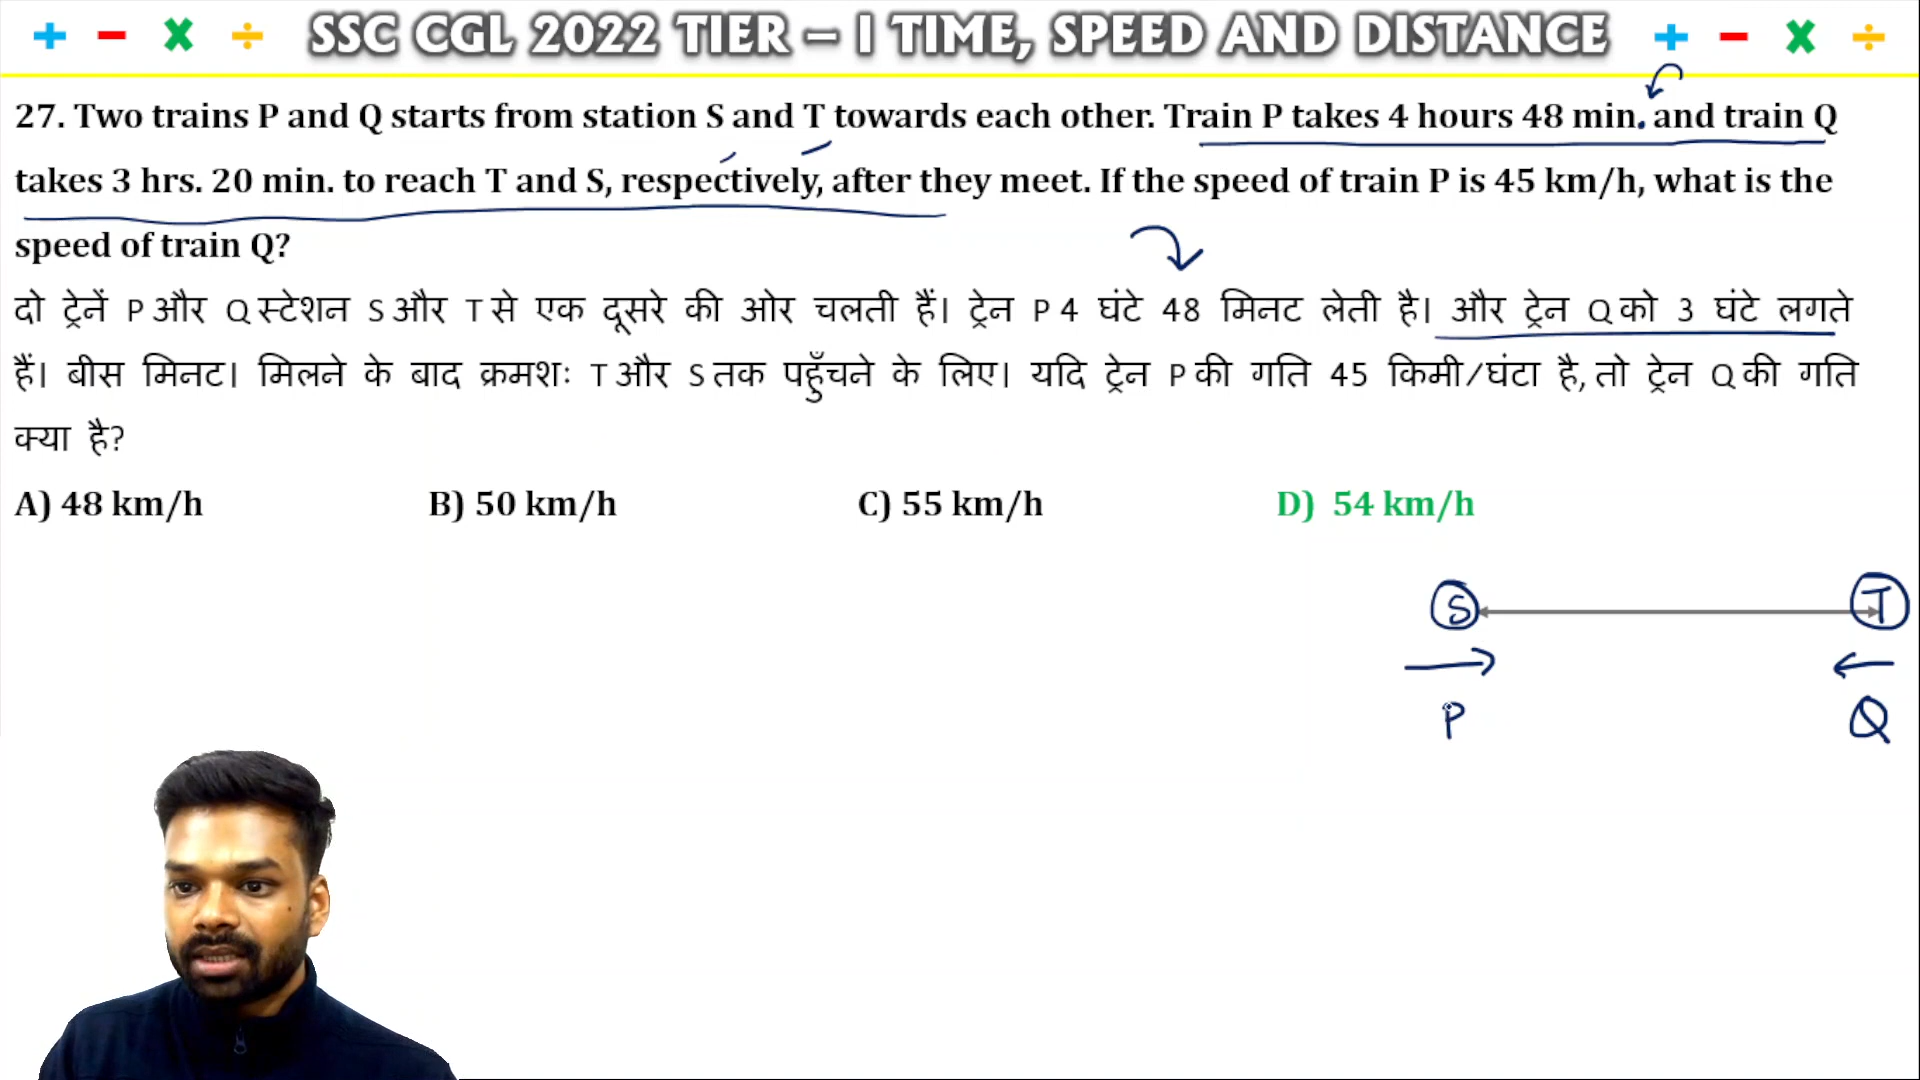 + - × ÷ SSC CGL 2022 TIER – I TIME, SPEED AND DISTANCE + - × ÷
27. Two trains P and Q starts from station S and T towards each other. Train P takes 4 hours 48 min. and train Q
takes 3 hrs. 20 min. to reach T and S, respectively, after they meet. If the speed of train P is 45 km/h, what is the
speed of train Q?
दो ट्रेनें P और Q स्टेशन S और T से एक दूसरे की ओर चलती हैं। ट्रेन P 4 घंटे 48 मिनट लेती है। और ट्रेन Q को 3 घंटे लगते
हैं। बीस मिनट। मिलने के बाद क्रमशः T और S तक पहुँचने के लिए। यदि ट्रेन P की गति 45 किमी/घंटा है, तो ट्रेन Q की गति
क्या है?
A) 48 km/h B) 50 km/h C) 55 km/h D) 54 km/h
S T
P Q